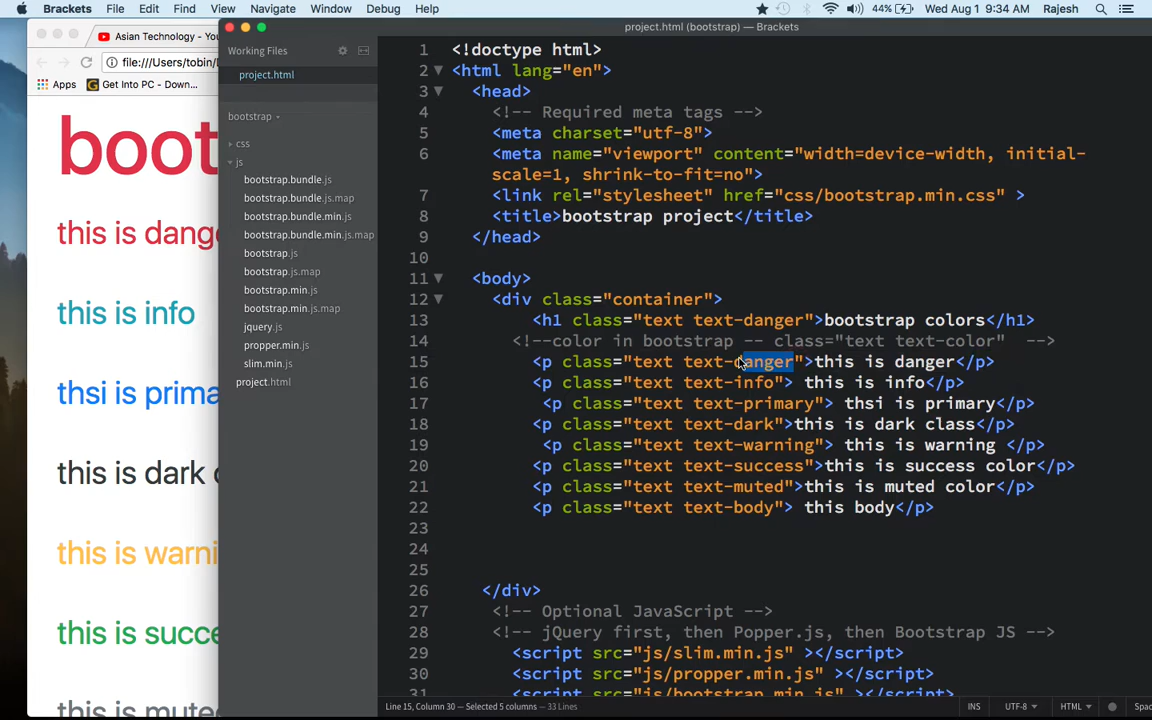 Brackets File Edit Find View Navigate Window Debug Help 44% Wed Aug 1 9:34 AM Rajesh
Asian Technology - You
file:///Users/tobin/
Apps Get Into PC - Down...
boot
this is dange
this is info
thsi is prima
this is dark
this is warni
this is succe
this is mute
project.html (bootstrap) — Brackets
Working Files
project.html
bootstrap
css
js
bootstrap.bundle.js
bootstrap.bundle.js.map
bootstrap.bundle.min.js
bootstrap.bundle.min.js.map
bootstrap.js
bootstrap.js.map
bootstrap.min.js
bootstrap.min.js.map
jquery.js
propper.min.js
slim.min.js
project.html
1 <!doctype html>
2 <html lang="en">
3 <head>
4 <!-- Required meta tags -->
5 <meta charset="utf-8">
6 <meta name="viewport" content="width=device-width, initial-
scale=1, shrink-to-fit=no">
7 <link rel="stylesheet" href="css/bootstrap.min.css" >
8 <title>bootstrap project</title>
9 </head>
10
11 <body>
12 <div class="container">
13 <h1 class="text text-danger">bootstrap colors</h1>
14 <!--color in bootstrap -- class="text text-color" -->
15 <p class="text text-danger">this is danger</p>
16 <p class="text text-info"> this is info</p>
17 <p class="text text-primary"> thsi is primary</p>
18 <p class="text text-dark">this is dark class</p>
19 <p class="text text-warning"> this is warning </p>
20 <p class="text text-success">this is success color</p>
21 <p class="text text-muted">this is muted color</p>
22 <p class="text text-body"> this body</p>
23
24
25
26 </div>
27 <!-- Optional JavaScript -->
28 <!-- jQuery first, then Popper.js, then Bootstrap JS -->
29 <script src="js/slim.min.js" ></script>
30 <script src="js/propper.min.js" ></script>
31 <script src="js/bootstrap.min.js" ></script>
Line 15, Column 30 — Selected 5 columns — 33 Lines INS UTF-8 HTML Spac